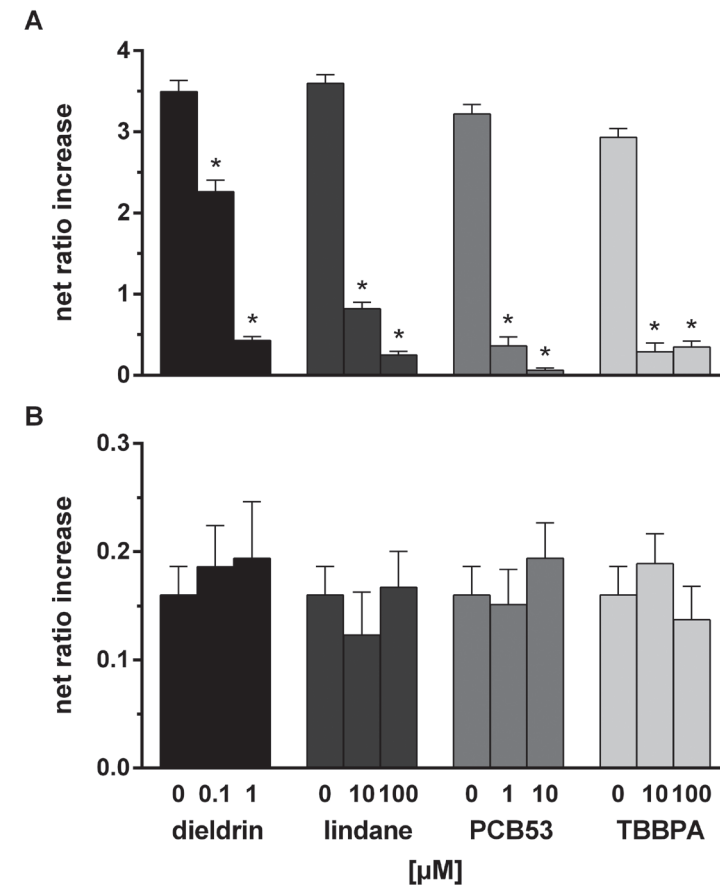 A
net ratio increase
4
3
2
1
0
* *
* *
* *
* *
B
net ratio increase
0.3
0.2
0.1
0.0
0 0.1 1 0 10 100 0 1 10 0 10 100
dieldrin lindane PCB53 TBBPA
[µM]